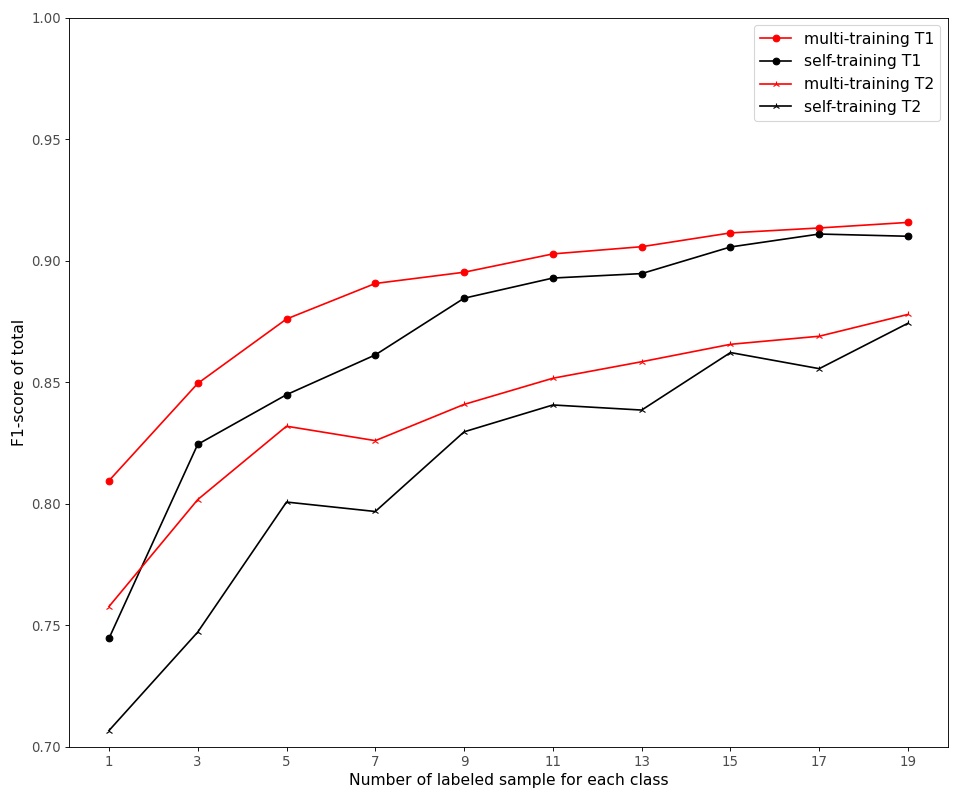 1.00
0.95
0.90
0.85
0.80
0.75
0.70
F1-score of total
multi-training T1
self-training T1
multi-training T2
self-training T2
1 3 5 7 9 11 13 15 17 19
Number of labeled sample for each class